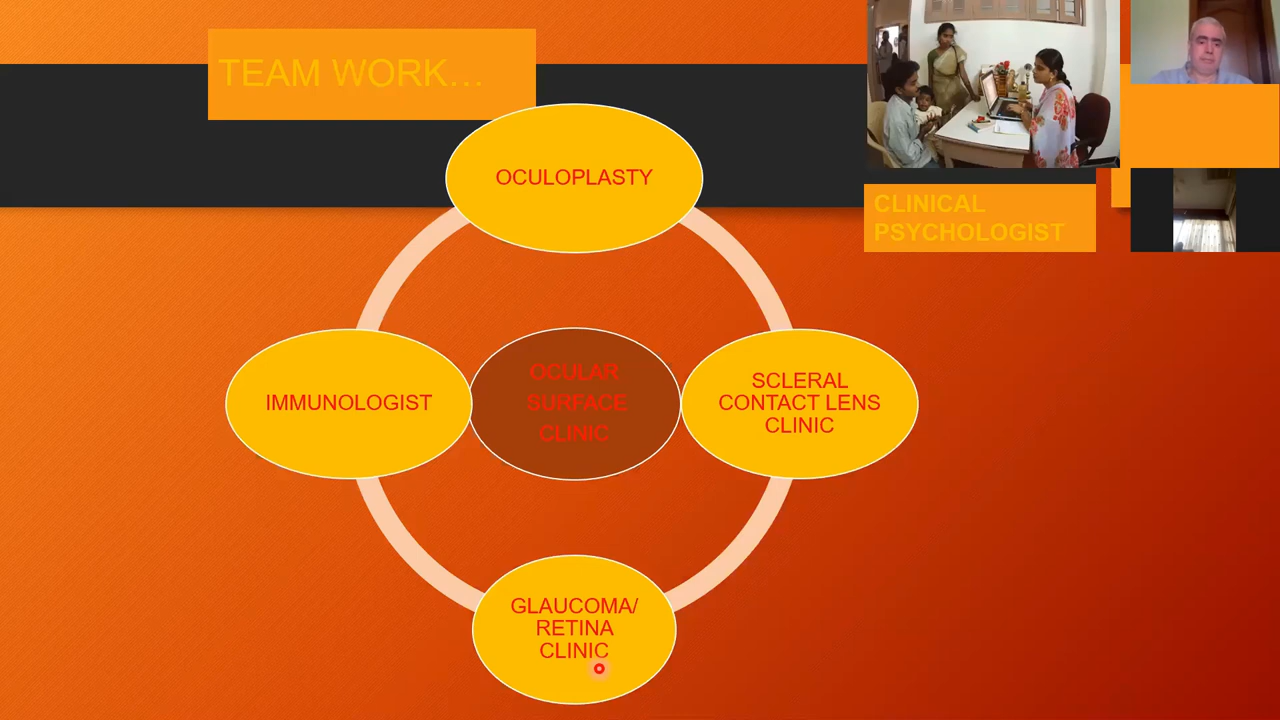 TEAM WORK...
OCULOPLASTY
CLINICAL
PSYCHOLOGIST
IMMUNOLOGIST
OCULAR
SURFACE
CLINIC
SCLERAL
CONTACT LENS
CLINIC
GLAUCOMA/
RETINA
CLINIC